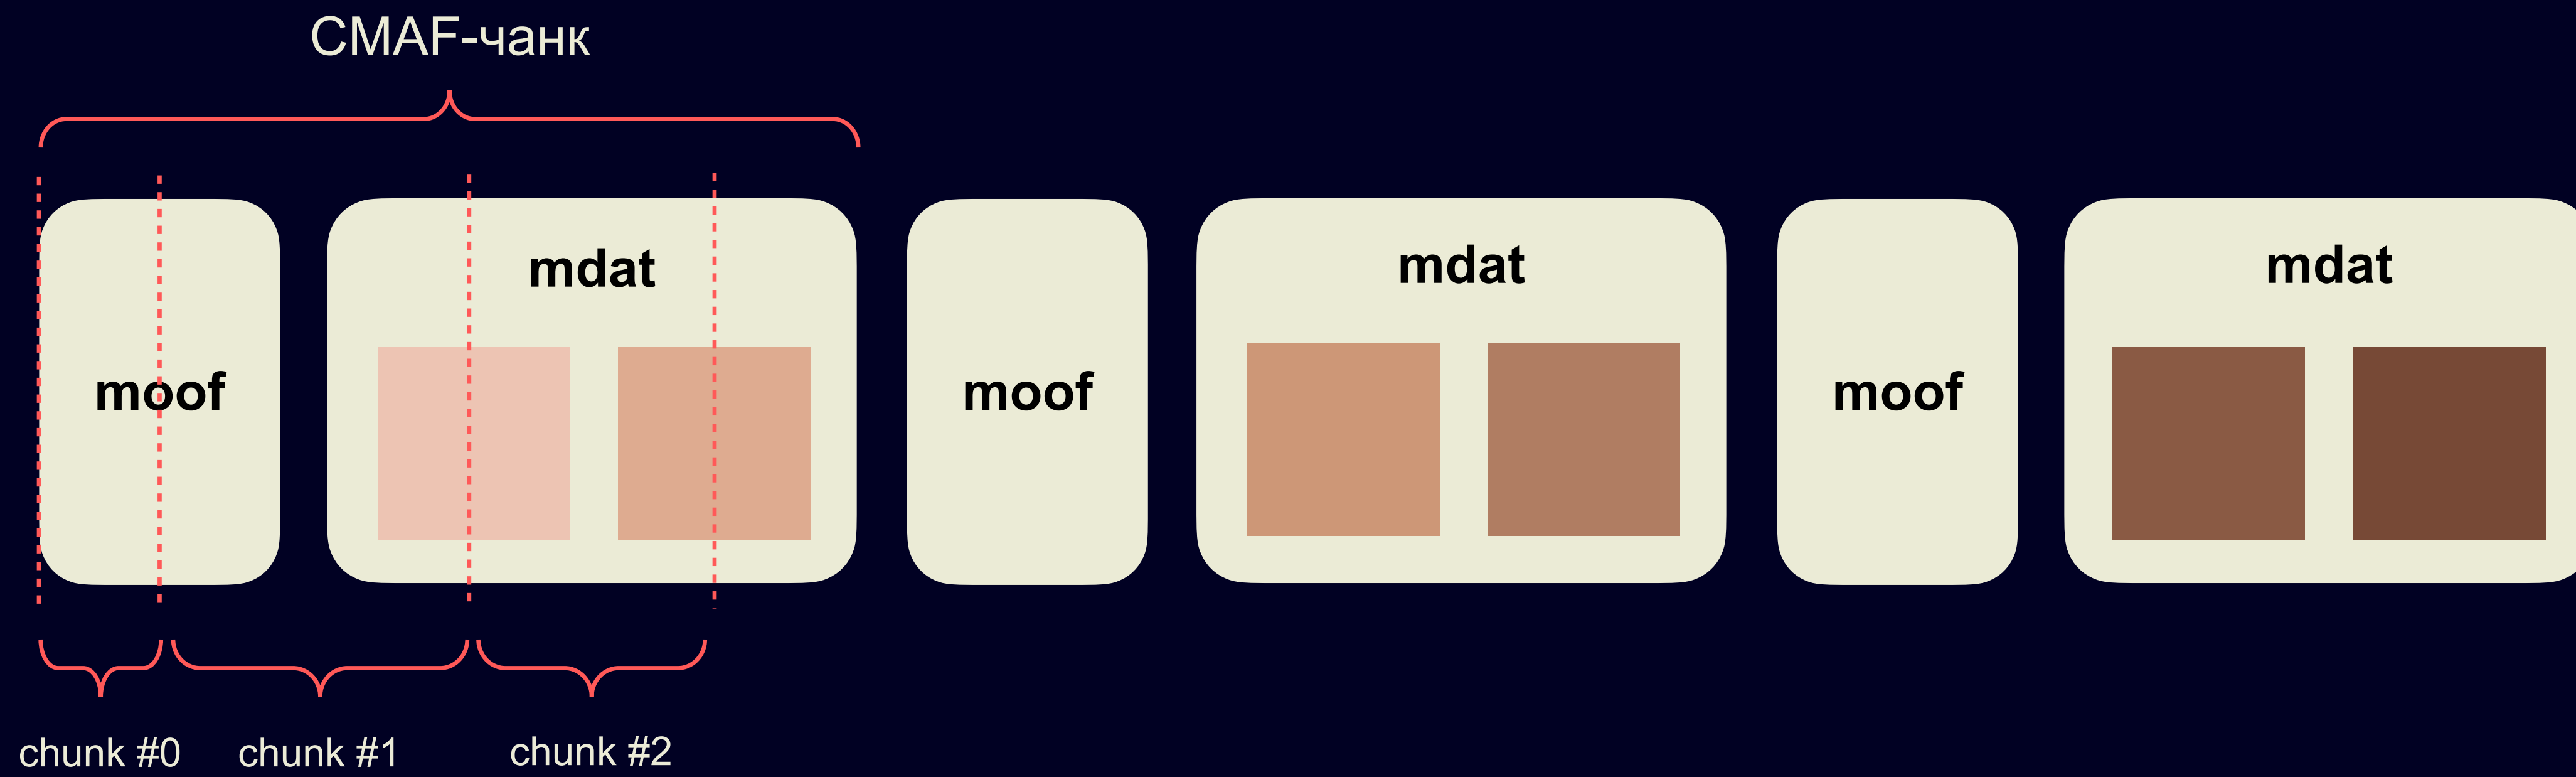 CMAF-чанк
moof
mdat
moof
mdat
moof
mdat
chunk #0
chunk #1
chunk #2